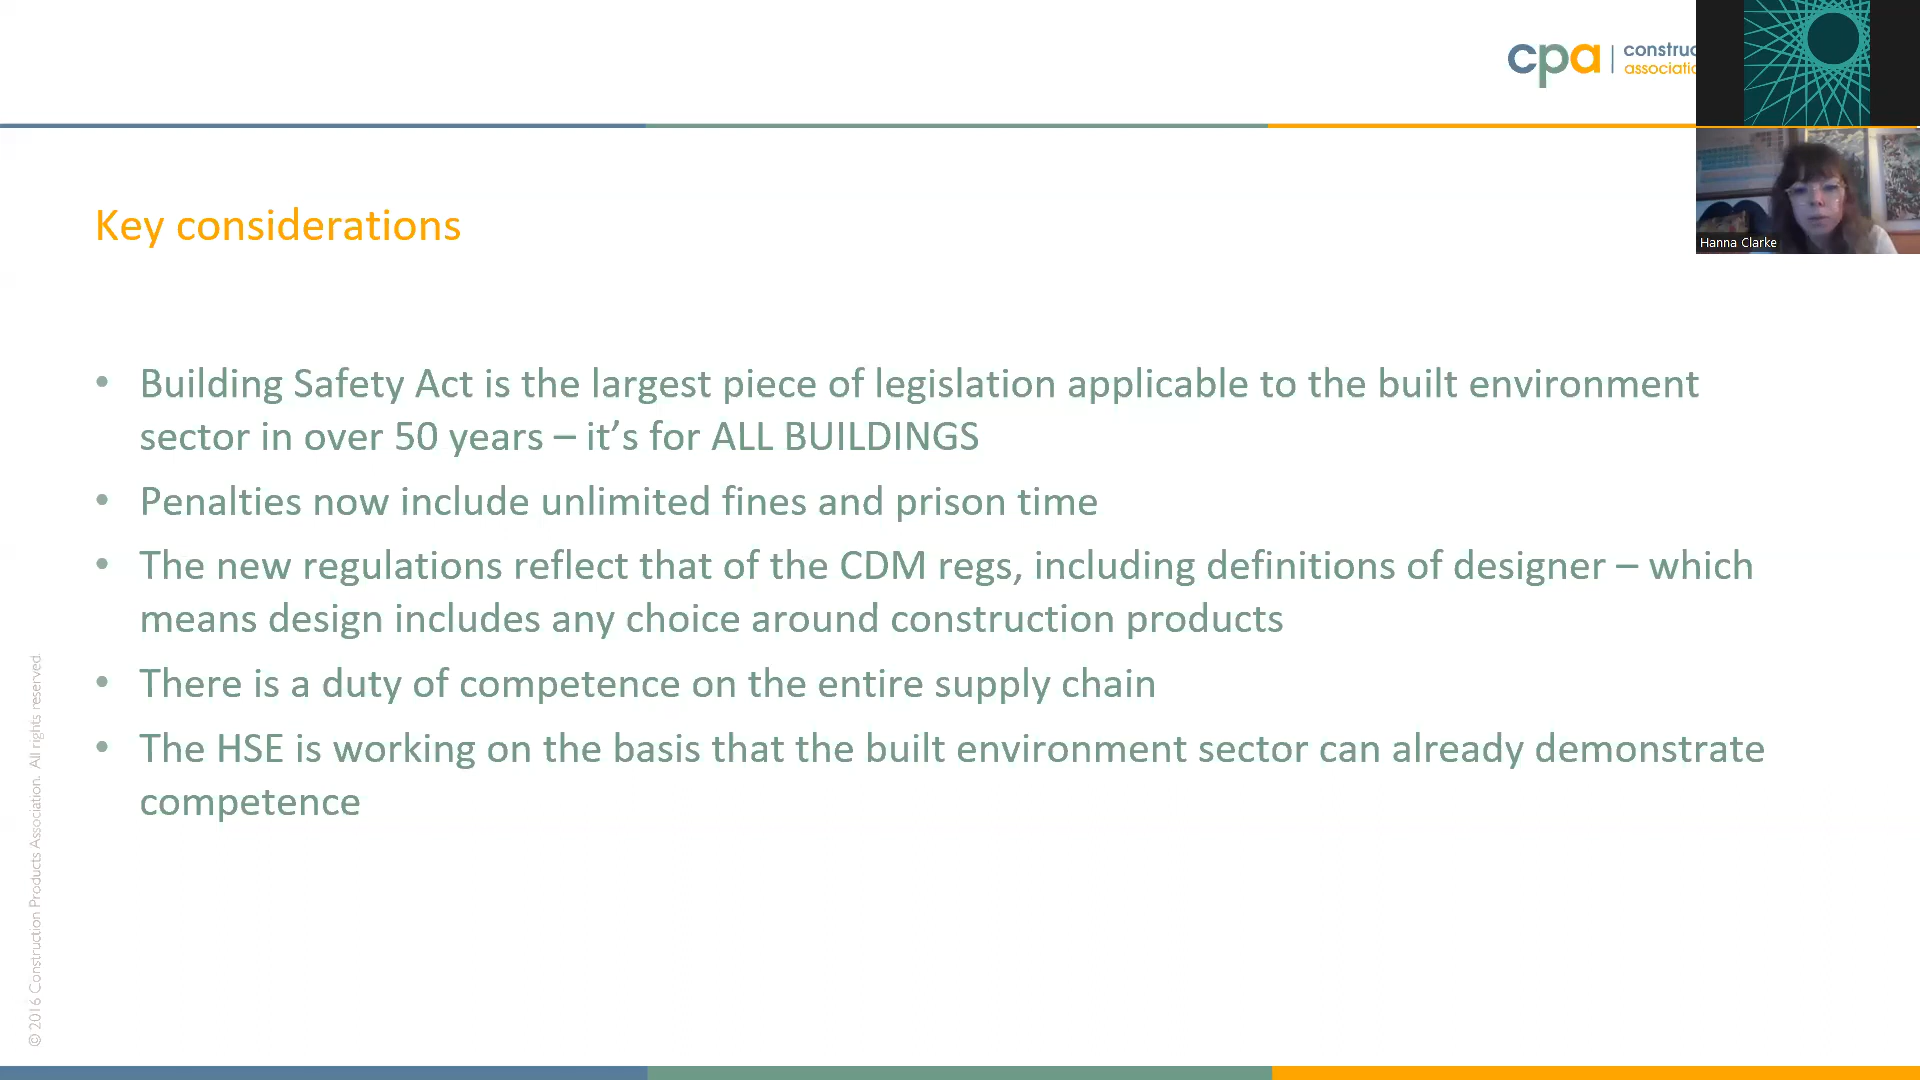 cpa
Key considerations
• Building Safety Act is the largest piece of legislation applicable to the built environment
sector in over 50 years – it’s for ALL BUILDINGS
• Penalties now include unlimited fines and prison time
• The new regulations reflect that of the CDM regs, including definitions of designer – which
means design includes any choice around construction products
• There is a duty of competence on the entire supply chain
• The HSE is working on the basis that the built environment sector can already demonstrate
competence
Hanna Clarke
© 2016 Construction Products Association. All rights reserved.